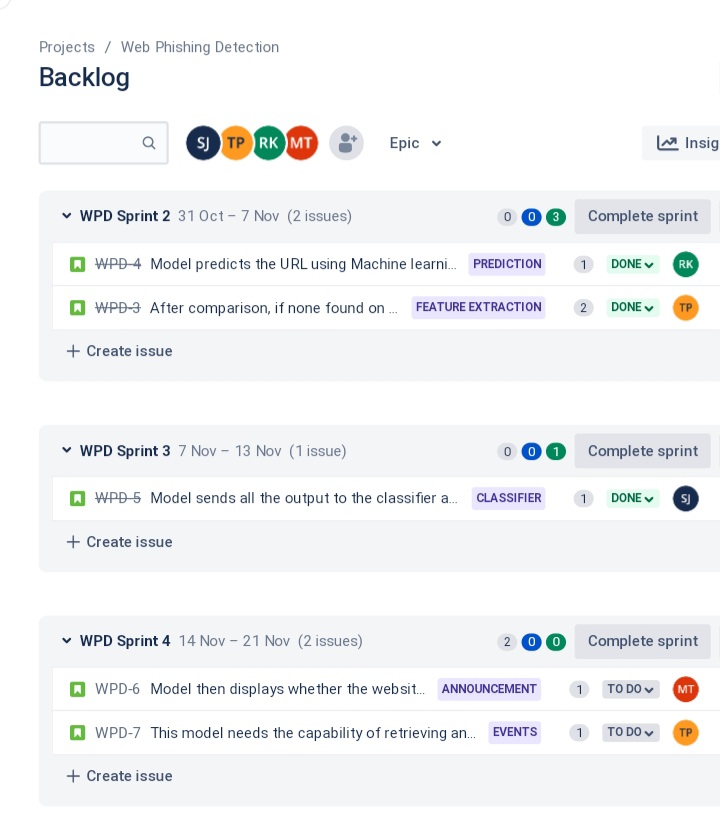 Projects / Web Phishing Detection
Backlog
SJ TP RK MT Epic Insig
WPD Sprint 2 31 Oct – 7 Nov (2 issues) 0 0 3 Complete sprint
WPD-4 Model predicts the URL using Machine learni... PREDICTION 1 DONE RK
WPD-3 After comparison, if none found on ... FEATURE EXTRACTION 2 DONE TP
+ Create issue
WPD Sprint 3 7 Nov – 13 Nov (1 issue) 0 0 1 Complete sprint
WPD-5 Model sends all the output to the classifier a... CLASSIFIER 1 DONE SJ
+ Create issue
WPD Sprint 4 14 Nov – 21 Nov (2 issues) 2 0 0 Complete sprint
WPD-6 Model then displays whether the websit... ANNOUNCEMENT 1 TO DO MT
WPD-7 This model needs the capability of retrieving an... EVENTS 1 TO DO TP
+ Create issue